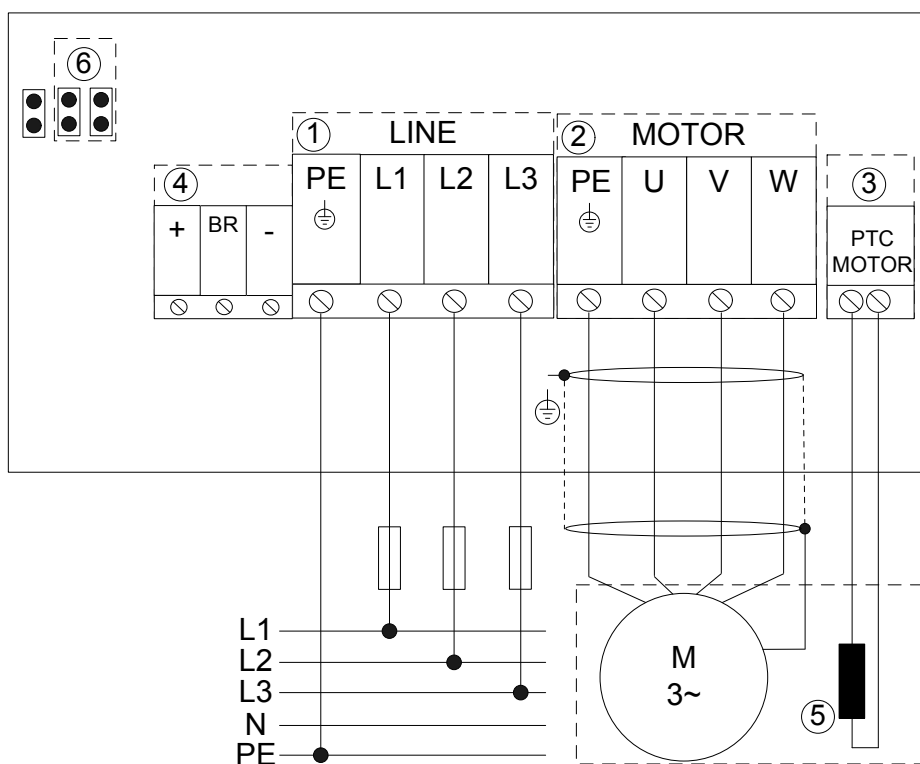 6
1 LINE
2 MOTOR
4
PE L1 L2 L3
PE U V W
3
+ BR -
PTC
MOTOR
L1
L2
L3
N
PE
M
3~
5